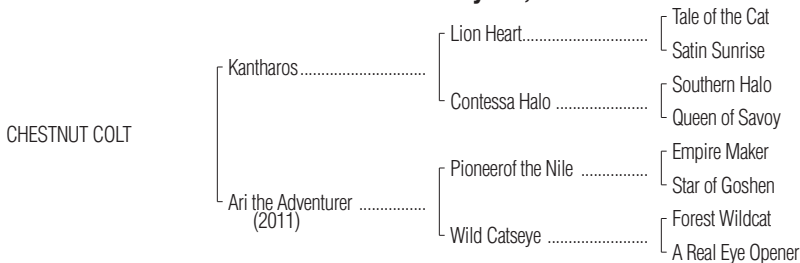 Tale of the Cat
Lion Heart..............................
Satin Sunrise
Kantharos..............................
Southern Halo
Contessa Halo ......................
Queen of Savoy
CHESTNUT COLT
Empire Maker
Pioneerof the Nile ................
Star of Goshen
Ari the Adventurer ................
(2011)
Forest Wildcat
Wild Catseye ........................
A Real Eye Opener